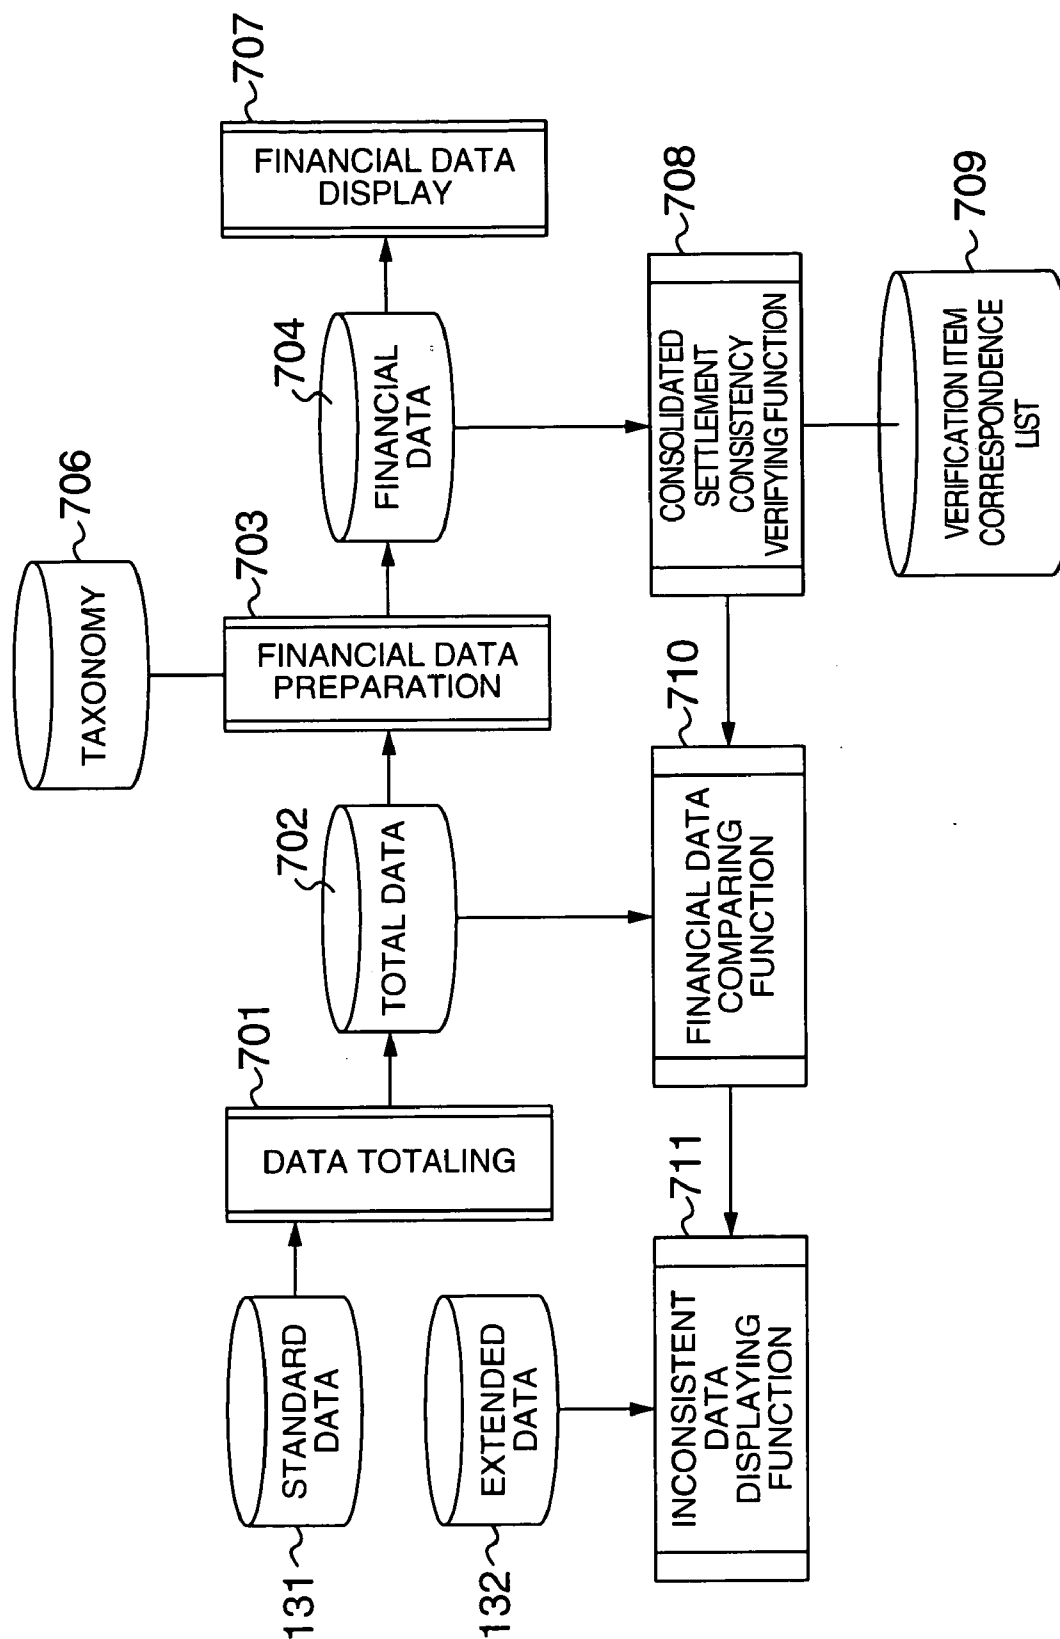 131
STANDARD
DATA
701
DATA TOTALING
702
TOTAL DATA
706
TAXONOMY
703
FINANCIAL DATA
PREPARATION
704
FINANCIAL
DATA
707
FINANCIAL DATA
DISPLAY
132
EXTENDED
DATA
711
INCONSISTENT
DATA
DISPLAYING
FUNCTION
710
FINANCIAL DATA
COMPARING
FUNCTION
708
CONSOLIDATED
SETTLEMENT
CONSISTENCY
VERIFYING FUNCTION
709
VERIFICATION ITEM
CORRESPONDENCE
LIST